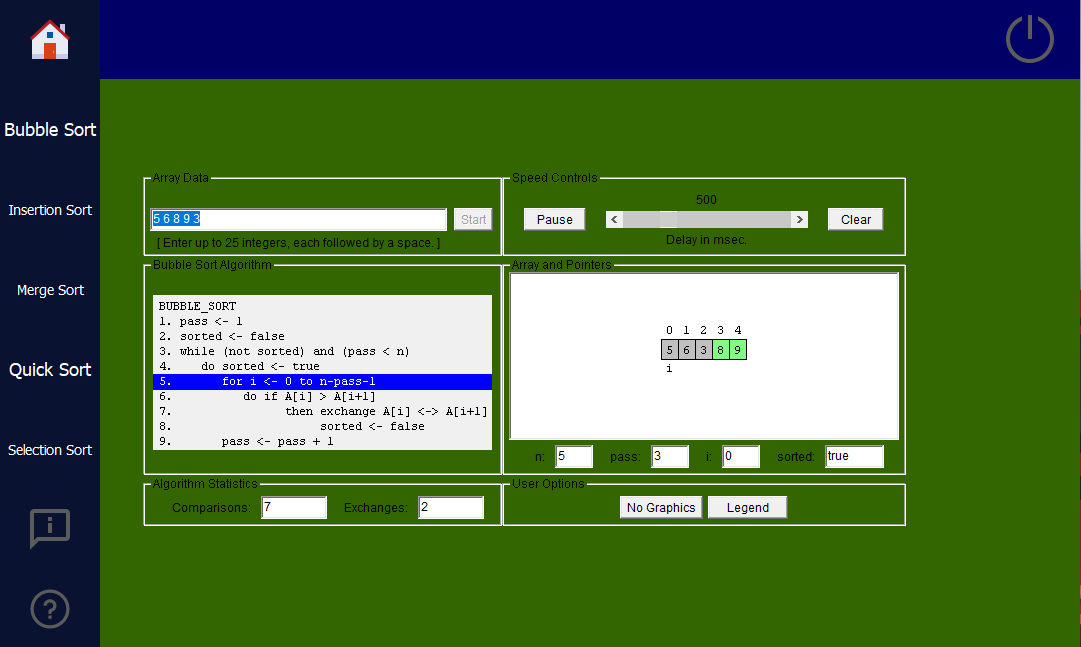 Bubble Sort
Insertion Sort
Merge Sort
Quick Sort
Selection Sort
Array Data
5 6 8 9 3
Start
[ Enter up to 25 integers, each followed by a space. ]
Speed Controls
500
Pause
<
>
Clear
Delay in msec.
Bubble Sort Algorithm
BUBBLE_SORT
1. pass <- 1
2. sorted <- false
3. while (not sorted) and (pass < n)
4. do sorted <- true
5. for i <- 0 to n-pass-1
6. do if A[i] > A[i+1]
7. then exchange A[i] <-> A[i+1]
8. sorted <- false
9. pass <- pass + 1
Array and Pointers
0 1 2 3 4
5 6 3 8 9
i
n: 5 pass: 3 i: 0 sorted: true
Algorithm Statistics
Comparisons: 7 Exchanges: 2
User Options
No Graphics Legend
i
?